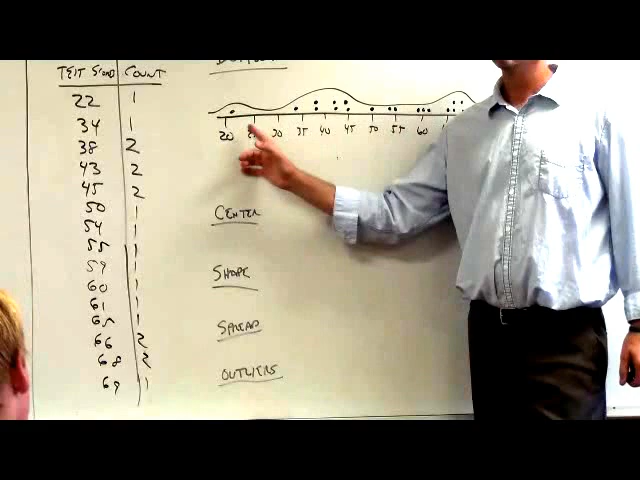 TEST SCORE COUNT
22 1
34 1
38 2
43 2
45 2
50 1
54 1
55 1
59 1
60 1
61 1
65 1
66 2
68 2
69 1
20 30 35 40 45 50 55 60
CENTER
SHAPE
SPREAD
OUTLIERS